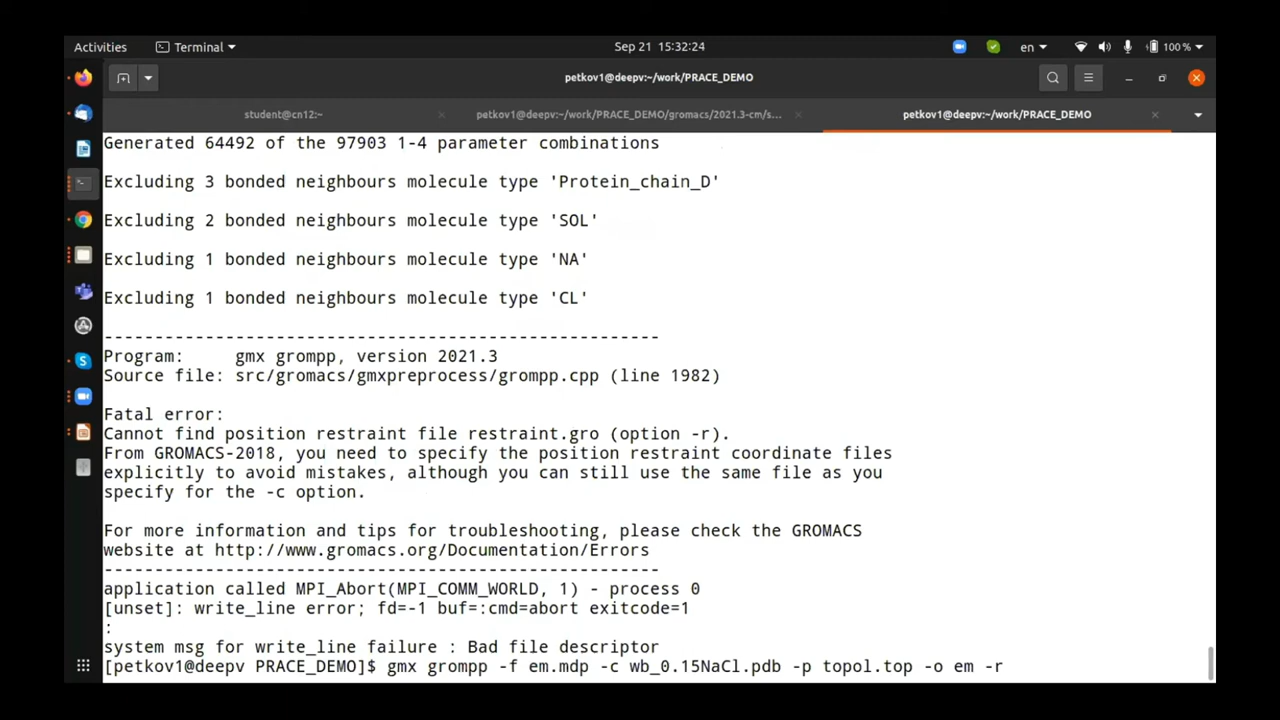 Activities
Terminal
Sep 21 15:32:24
en
100 %
petkov1@deepv:~/work/PRACE_DEMO
student@cn12:~
petkov1@deepv:~/work/PRACE_DEMO/gromacs/2021.3-cm/s...
petkov1@deepv:~/work/PRACE_DEMO
Generated 64492 of the 97903 1-4 parameter combinations
Excluding 3 bonded neighbours molecule type 'Protein_chain_D'
Excluding 2 bonded neighbours molecule type 'SOL'
Excluding 1 bonded neighbours molecule type 'NA'
Excluding 1 bonded neighbours molecule type 'CL'
-------------------------------------------------------
Program:     gmx grompp, version 2021.3
Source file: src/gromacs/gmxpreprocess/grompp.cpp (line 1982)
Fatal error:
Cannot find position restraint file restraint.gro (option -r).
From GROMACS-2018, you need to specify the position restraint coordinate files
explicitly to avoid mistakes, although you can still use the same file as you
specify for the -c option.
For more information and tips for troubleshooting, please check the GROMACS
website at http://www.gromacs.org/Documentation/Errors
-------------------------------------------------------
application called MPI_Abort(MPI_COMM_WORLD, 1) - process 0
[unset]: write_line error; fd=-1 buf=:cmd=abort exitcode=1
:
system msg for write_line failure : Bad file descriptor
[petkov1@deepv PRACE_DEMO]$ gmx grompp -f em.mdp -c wb_0.15NaCl.pdb -p topol.top -o em -r